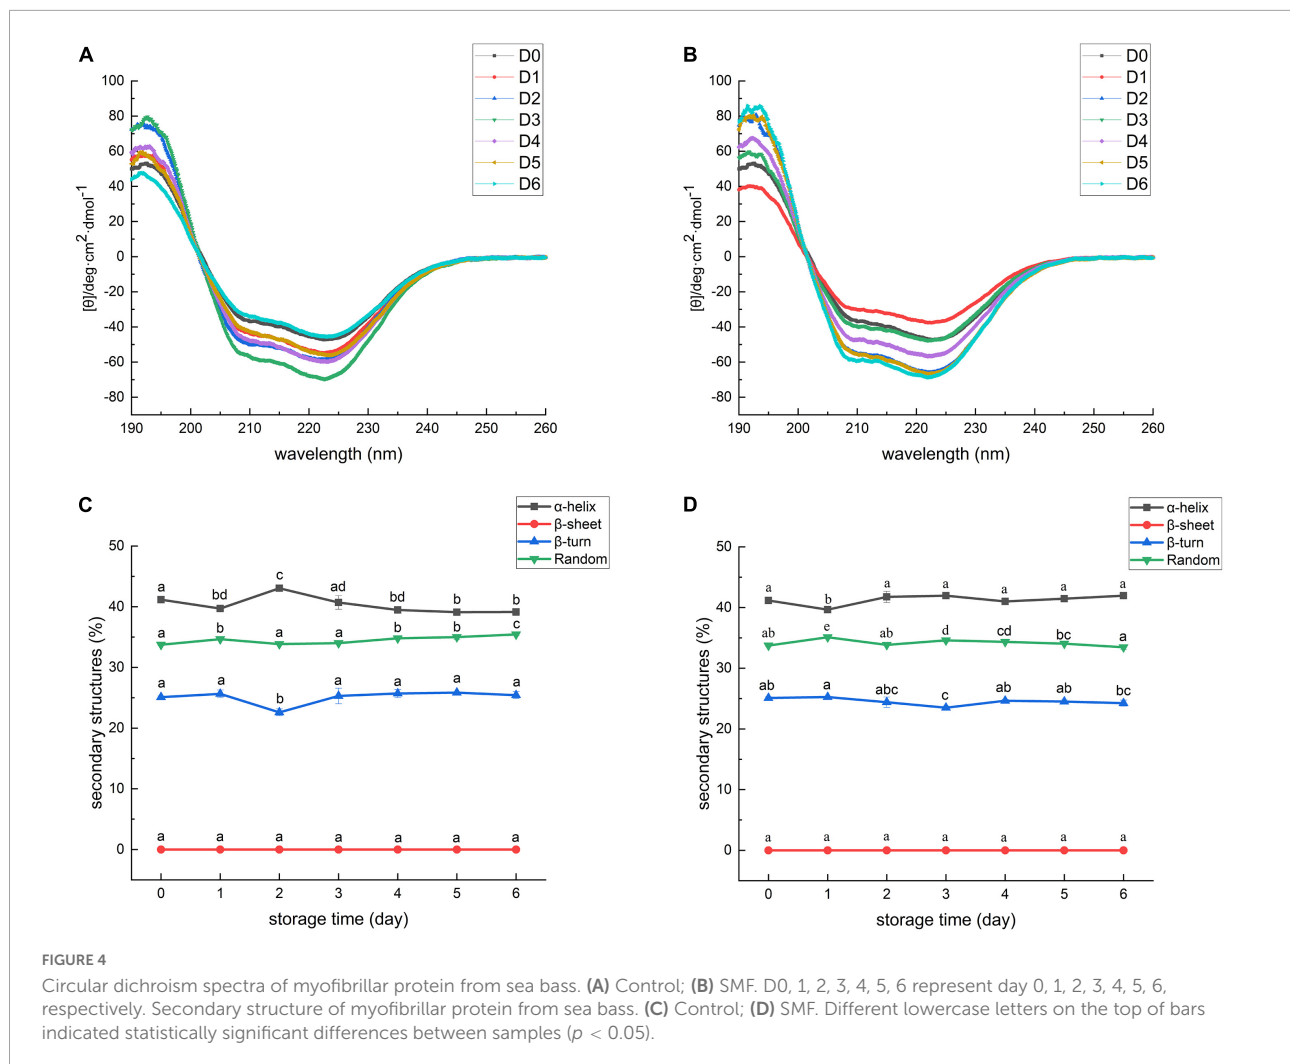 A
D0
D1
D2
D3
D4
D5
D6
100
80
60
40
20
0
-20
-40
-60
-80
[θ]/deg·cm²·dmol⁻¹
190 200 210 220 230 240 250 260
wavelength (nm)
B
D0
D1
D2
D3
D4
D5
D6
100
80
60
40
20
0
-20
-40
-60
-80
[θ]/deg·cm²·dmol⁻¹
190 200 210 220 230 240 250 260
wavelength (nm)
C
α-helix
β-sheet
β-turn
Random
50
40
30
20
10
0
secondary structures (%)
a bd c ad bd b b
a b a a b b c
a a b a a a a
a a a a a a a
0 1 2 3 4 5 6
storage time (day)
D
α-helix
β-sheet
β-turn
Random
50
40
30
20
10
0
secondary structures (%)
a b a a a a a
ab e ab d cd bc a
ab a abc c ab ab bc
a a a a a a a
0 1 2 3 4 5 6
storage time (day)
FIGURE 4
Circular dichroism spectra of myofibrillar protein from sea bass. (A) Control; (B) SMF. D0, 1, 2, 3, 4, 5, 6 represent day 0, 1, 2, 3, 4, 5, 6,
respectively. Secondary structure of myofibrillar protein from sea bass. (C) Control; (D) SMF. Different lowercase letters on the top of bars
indicated statistically significant differences between samples (p < 0.05).